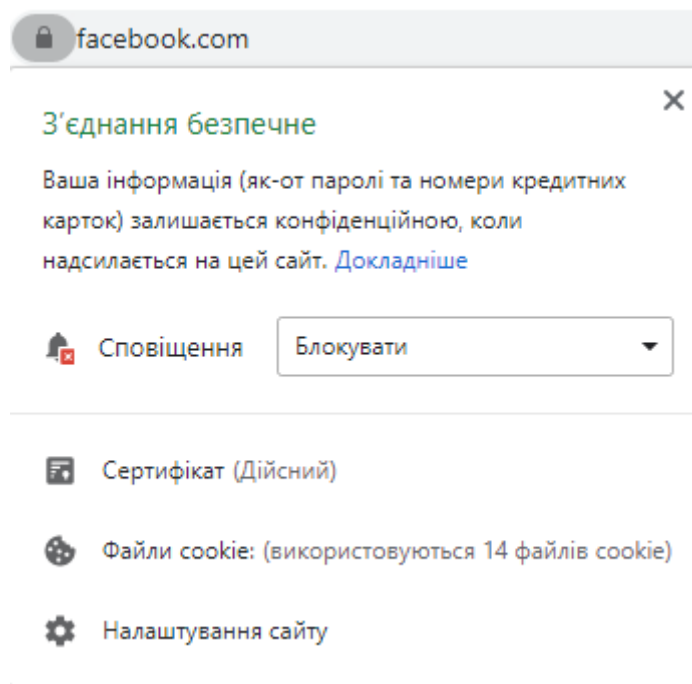 facebook.com
З'єднання безпечне
Ваша інформація (як-от паролі та номери кредитних
карток) залишається конфіденційною, коли
надсилається на цей сайт. Докладніше
Сповіщення Блокувати
Сертифікат (Дійсний)
Файли cookie: (використовуються 14 файлів cookie)
Налаштування сайту